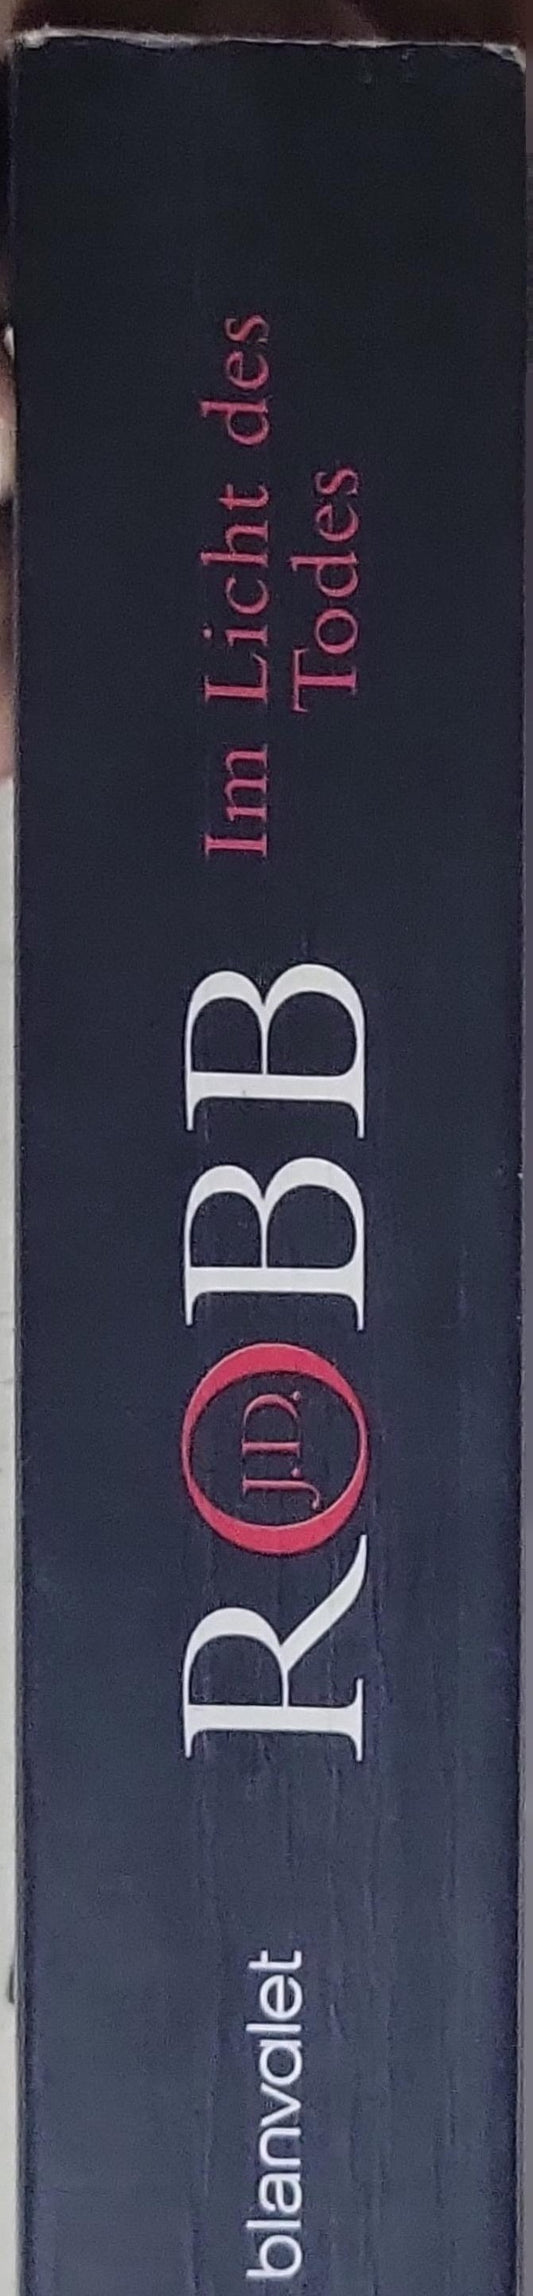 blanvalet
J.D.
ROBB
Im Licht des
Todes